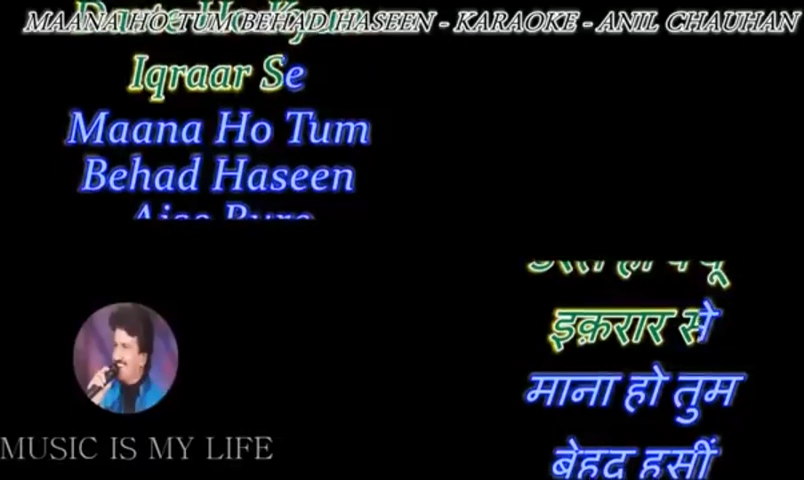 MAANA HO TUM BEHAD HASEEN - KARAOKE - ANIL CHAUHAN
Iqraar Se
Maana Ho Tum
Behad Haseen
इक़रार से
माना हो तुम
बेहद हसीं
MUSIC IS MY LIFE